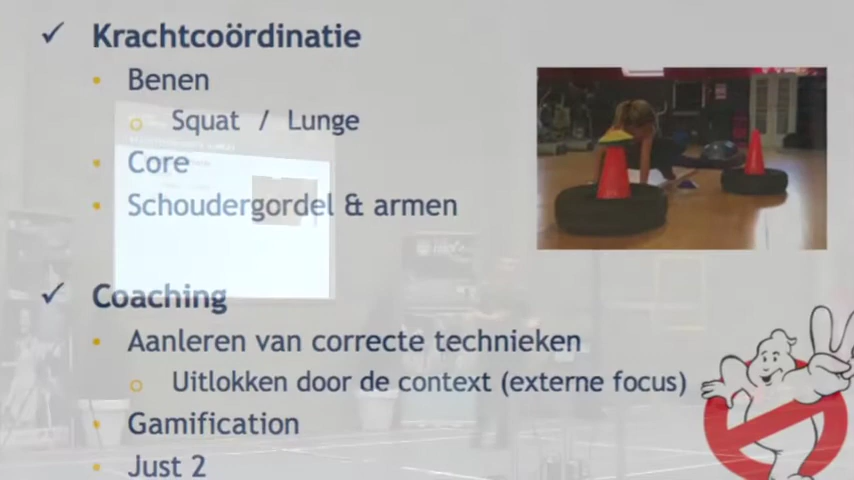 Krachtcoördinatie
Benen
Squat / Lunge
Core
Schoudergordel & armen
Coaching
Aanleren van correcte technieken
Uitlokken door de context (externe focus)
Gamification
Just 2